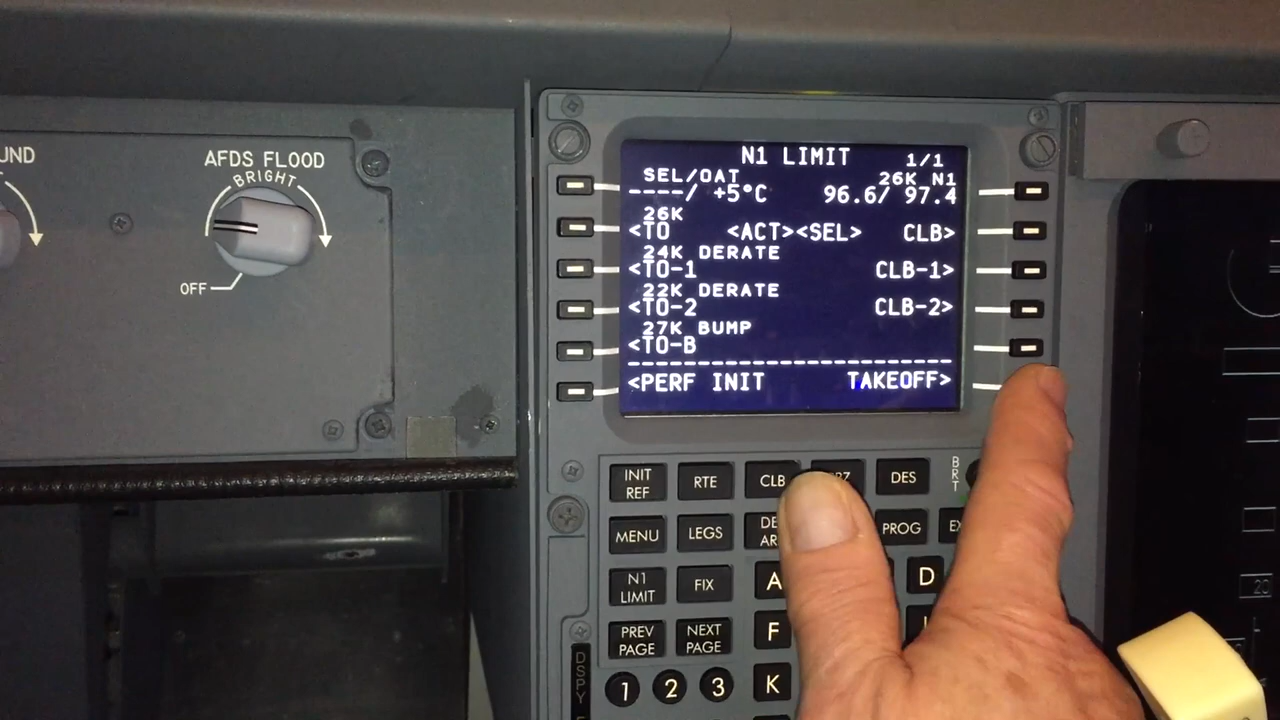 UND
AFDS FLOOD
BRIGHT
OFF
N1 LIMIT 1/1
SEL/OAT 26K N1
----/ +5°C 96.6/ 97.4
26K
<TO <ACT><SEL> CLB>
24K DERATE
<TO-1 CLB-1>
22K DERATE
<TO-2 CLB-2>
27K BUMP
<TO-B
<PERF INIT TAKEOFF>
INIT
REF
RTE
CLB
DES
BRT
MENU
LEGS
PROG
N1
LIMIT
FIX
A
D
PREV
PAGE
NEXT
PAGE
F
1
2
3
K
DSPY
20